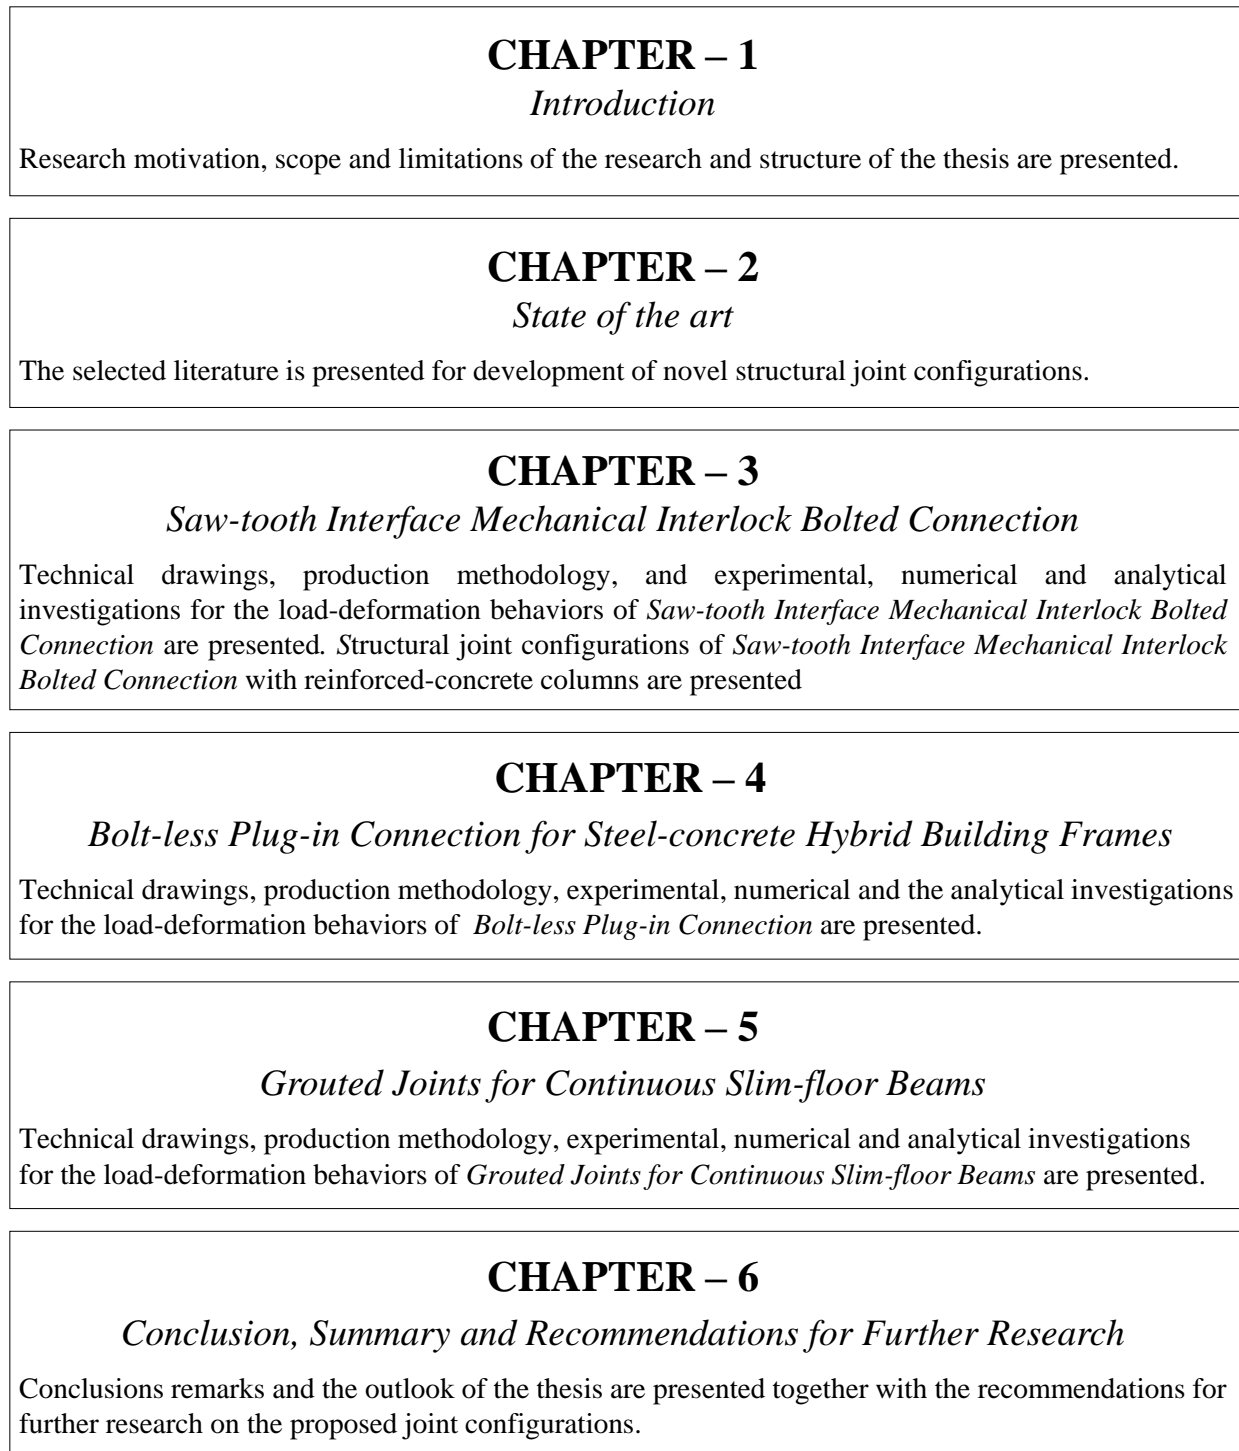 CHAPTER – 1
Introduction
Research motivation, scope and limitations of the research and structure of the thesis are presented.
CHAPTER – 2
State of the art
The selected literature is presented for development of novel structural joint configurations.
CHAPTER – 3
Saw-tooth Interface Mechanical Interlock Bolted Connection
Technical drawings, production methodology, and experimental, numerical and analytical
investigations for the load-deformation behaviors of Saw-tooth Interface Mechanical Interlock Bolted
Connection are presented. Structural joint configurations of Saw-tooth Interface Mechanical Interlock
Bolted Connection with reinforced-concrete columns are presented
CHAPTER – 4
Bolt-less Plug-in Connection for Steel-concrete Hybrid Building Frames
Technical drawings, production methodology, experimental, numerical and the analytical investigations
for the load-deformation behaviors of Bolt-less Plug-in Connection are presented.
CHAPTER – 5
Grouted Joints for Continuous Slim-floor Beams
Technical drawings, production methodology, experimental, numerical and analytical investigations
for the load-deformation behaviors of Grouted Joints for Continuous Slim-floor Beams are presented.
CHAPTER – 6
Conclusion, Summary and Recommendations for Further Research
Conclusions remarks and the outlook of the thesis are presented together with the recommendations for
further research on the proposed joint configurations.